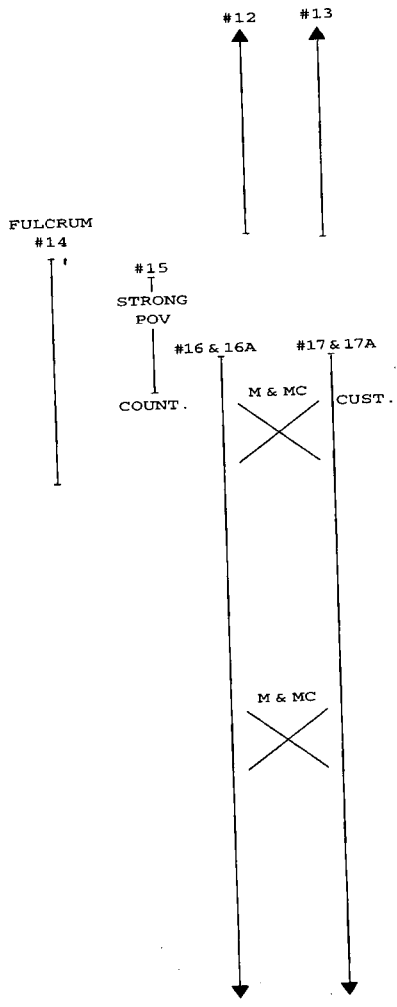 #12 #13
FULCRUM
#14
#15
STRONG
POV
#16 & 16A #17 & 17A
M & MC
COUNT. CUST.
M & MC